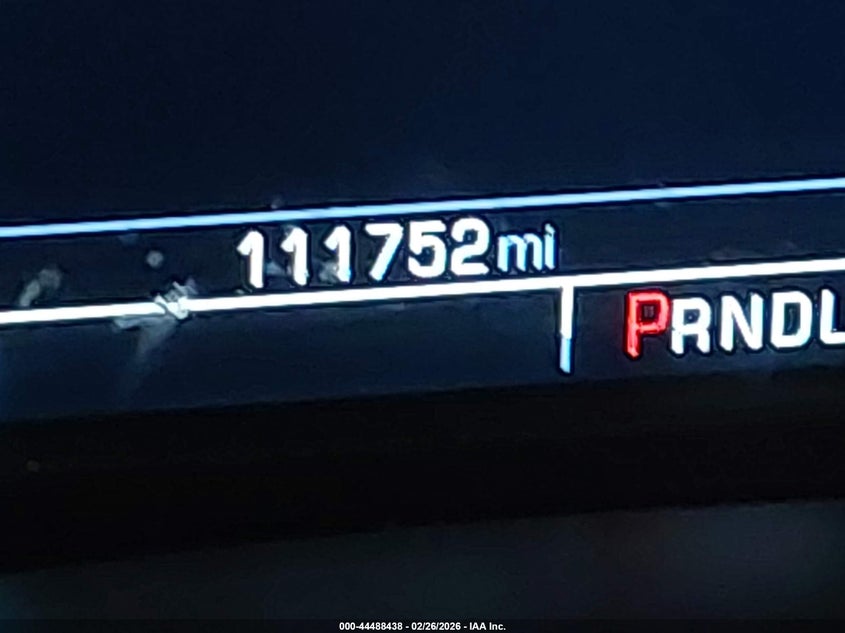 111752mi
PRNDL
000-44488438 - 02/26/2026 - IAA Inc.